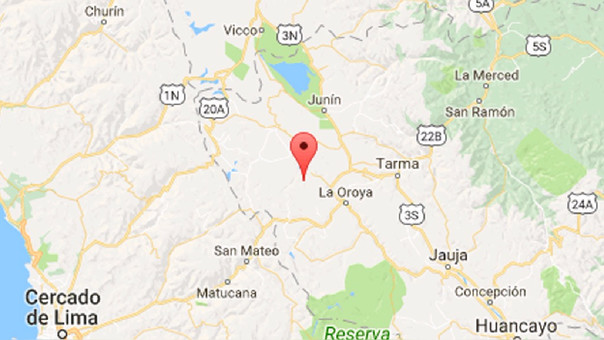 Churín
Vicco
3N
5A
5S
La Merced
1N
20A
Junín
San Ramón
22B
Tarma
La Oroya
3S
24A
San Mateo
Jauja
Matucana
Concepción
Cercado
de Lima
Reserva
Huancayo